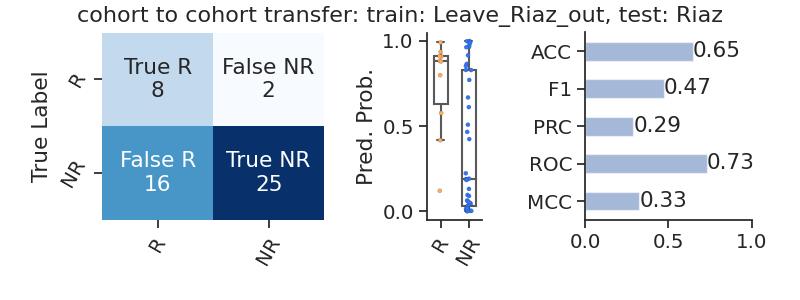 cohort to cohort transfer: train: Leave_Riaz_out, test: Riaz
True Label
R
NR
True R
8
False NR
2
False R
16
True NR
25
R
NR
Pred. Prob.
1.0
0.5
0.0
R
NR
ACC
0.65
F1
0.47
PRC
0.29
ROC
0.73
MCC
0.33
0.0
0.5
1.0